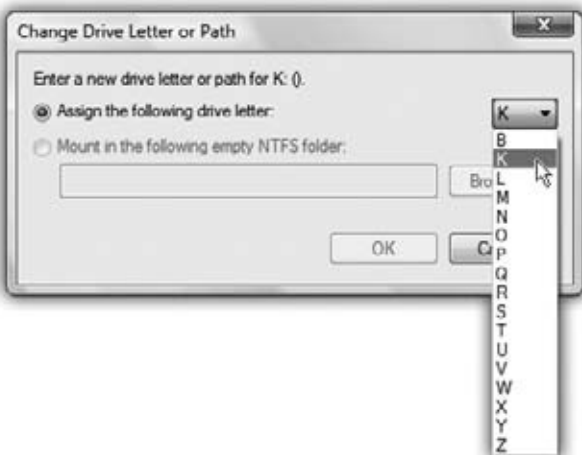 Change Drive Letter or Path
Enter a new drive letter or path for K: ().
Assign the following drive letter:
K
Mount in the following empty NTFS folder:
OK
B
K
L
M
N
O
P
Q
R
S
T
U
V
W
X
Y
Z